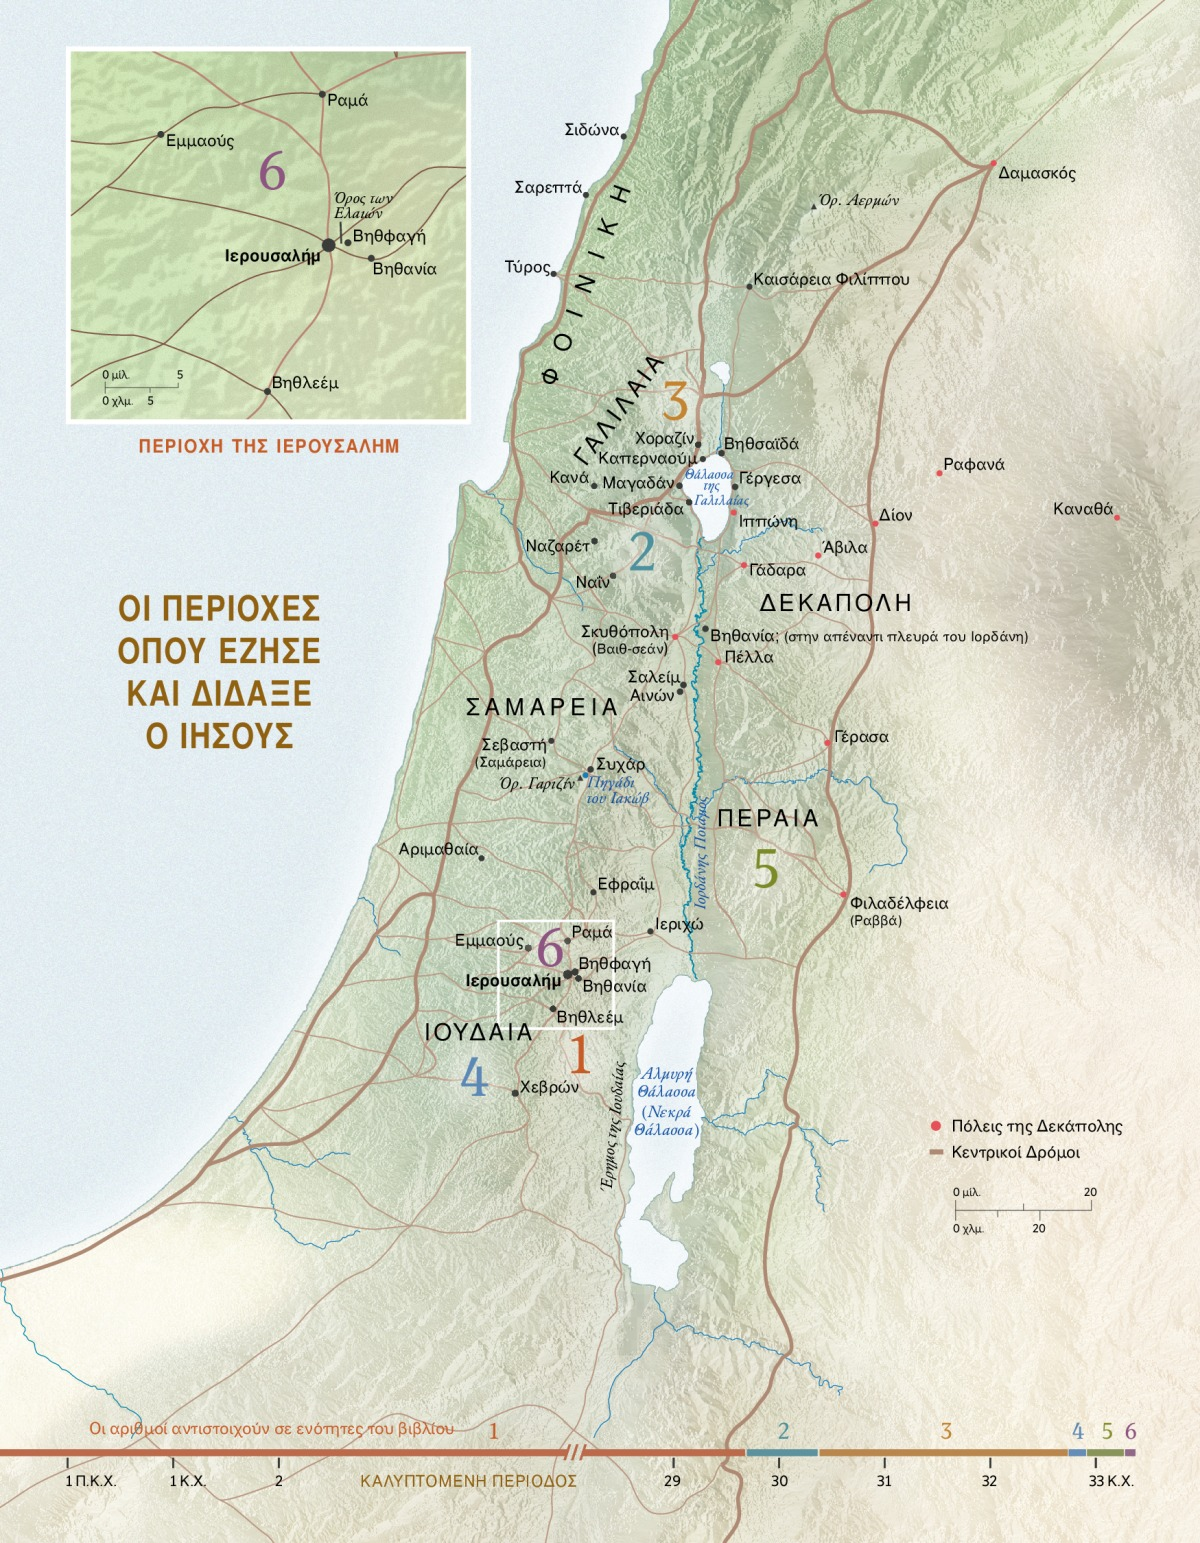 Ραμά
Εμμαούς
6
Όρος των
Ελαιών
Βηθφαγή
Ιερουσαλήμ
Βηθανία
Βηθλεέμ
0 μίλ. 5
0 χλμ. 5
ΠΕΡΙΟΧΗ ΤΗΣ ΙΕΡΟΥΣΑΛΗΜ
ΟΙ ΠΕΡΙΟΧΕΣ
ΟΠΟΥ ΕΖΗΣΕ
ΚΑΙ ΔΙΔΑΞΕ
Ο ΙΗΣΟΥΣ
Σιδώνα
Δαμασκός
Σαρεπτά
Όρ. Αερμών
ΦΟΙΝΙΚΗ
Τύρος
Καισάρεια Φιλίππου
ΓΑΛΙΛΑΙΑ
3
Χοραζίν
Βηθσαϊδά
Καπερναούμ
Ραφανά
Θάλασσα
της
Γαλιλαίας
Κανά
Μαγαδάν
Γέργεσα
Τιβεριάδα
Ιππώνη
Δίον
Καναθά
Ναζαρέτ
2
Άβιλα
Γάδαρα
Ναΐν
ΔΕΚΑΠΟΛΗ
Σκυθόπολη
(Βαιθ-σεάν)
Βηθανία; (στην απέναντι πλευρά του Ιορδάνη)
Πέλλα
Σαλείμ
Αινών
ΣΑΜΑΡΕΙΑ
Σεβαστή
(Σαμάρεια)
Γέρασα
Συχάρ
Όρ. Γαριζίν
Πηγάδι
του Ιακώβ
Ιορδάνης Ποταμός
ΠΕΡΑΙΑ
5
Αριμαθαία
Εφραΐμ
Φιλαδέλφεια
(Ραββά)
Ιεριχώ
Ραμά
Εμμαούς
6
Βηθφαγή
Ιερουσαλήμ
Βηθανία
Βηθλεέμ
ΙΟΥΔΑΙΑ
1
4
Χεβρών
Έρημος της Ιουδαίας
Αλμυρή
Θάλασσα
(Νεκρά
Θάλασσα)
Πόλεις της Δεκάπολης
Κεντρικοί Δρόμοι
0 μίλ. 20
0 χλμ. 20
Οι αριθμοί αντιστοιχούν σε ενότητες του βιβλίου 1 2 3 4 5 6
1 Π.Κ.Χ. 1 Κ.Χ. 2 ΚΑΛΥΠΤΟΜΕΝΗ ΠΕΡΙΟΔΟΣ 29 30 31 32 33 Κ.Χ.